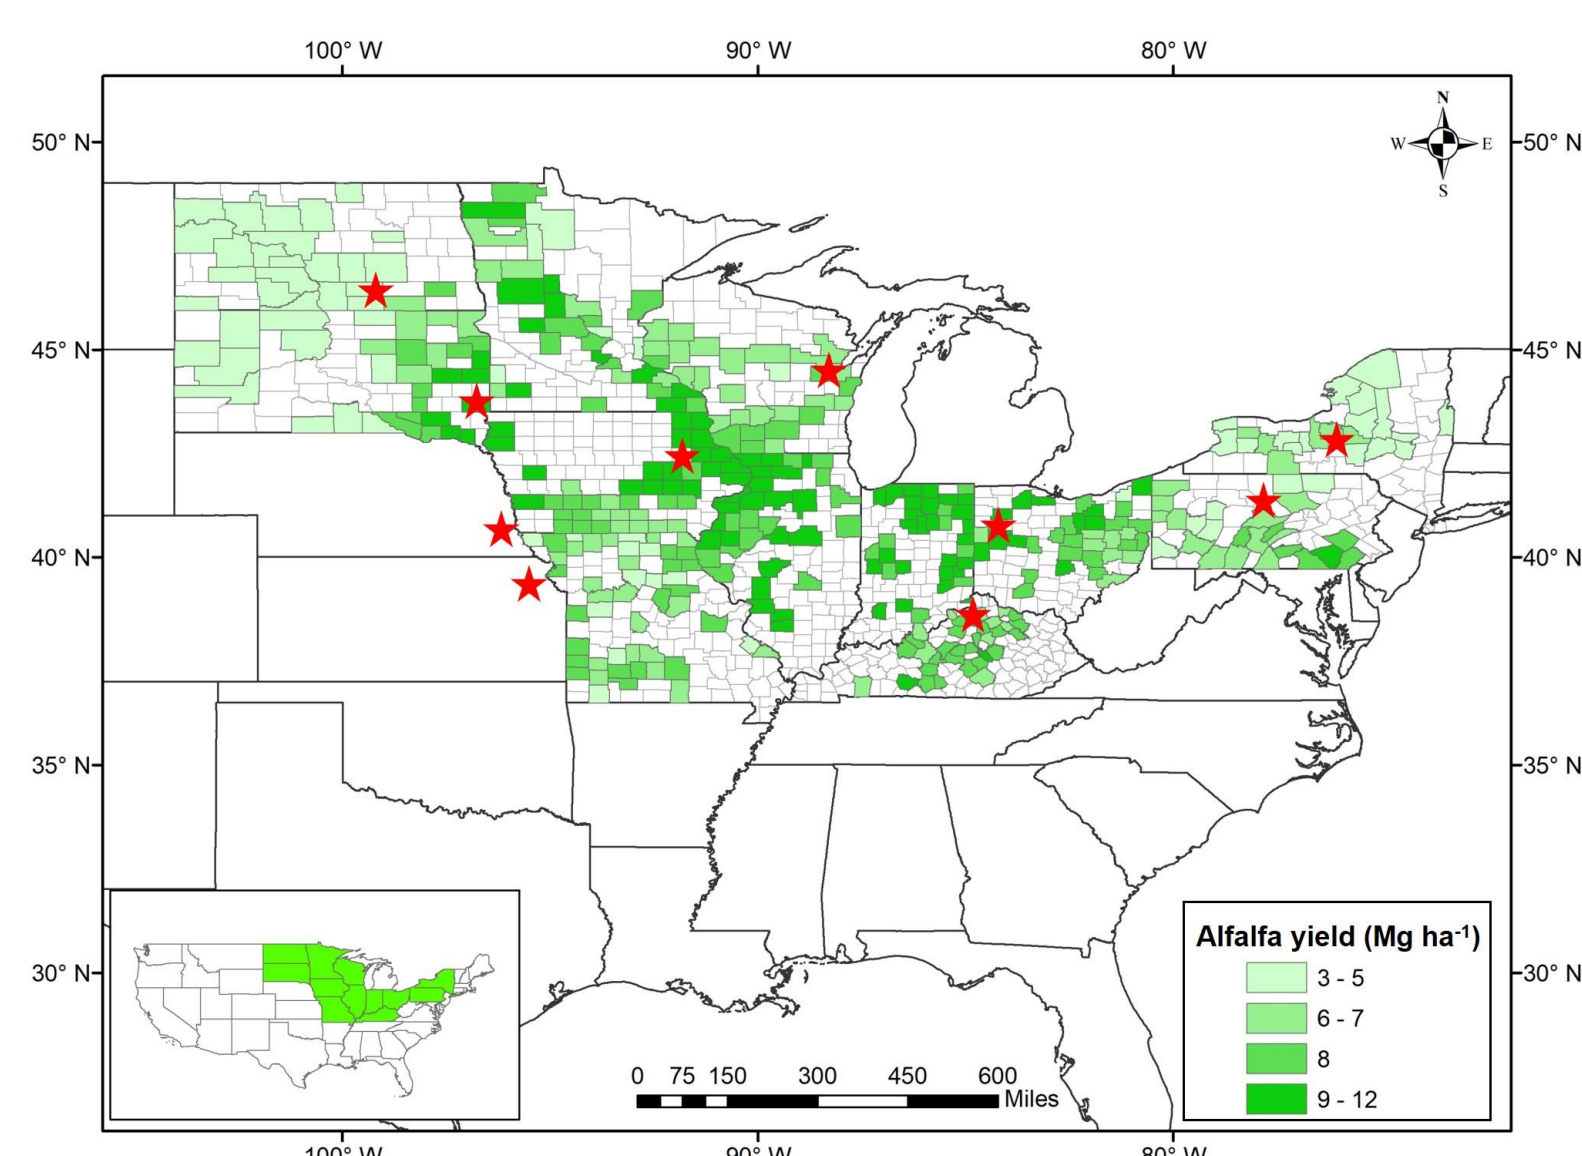 100° W 90° W 80° W
N
W E
S
50° N 50° N
45° N 45° N
40° N 40° N
35° N 35° N
30° N 30° N
Alfalfa yield (Mg ha⁻¹)
3 - 5
6 - 7
8
9 - 12
0 75 150 300 450 600
Miles
100° W 90° W 80° W